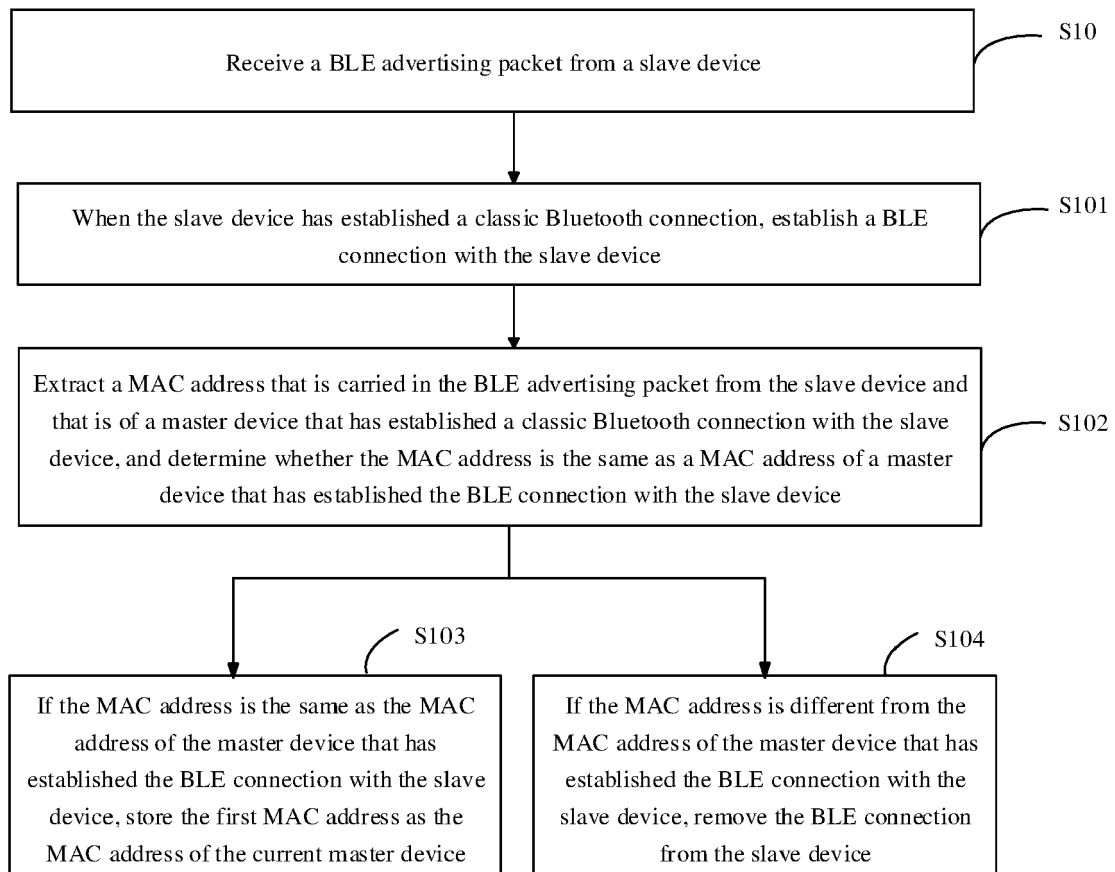 S10
Receive a BLE advertising packet from a slave device
S101
When the slave device has established a classic Bluetooth connection, establish a BLE
connection with the slave device
Extract a MAC address that is carried in the BLE advertising packet from the slave device and
that is of a master device that has established a classic Bluetooth connection with the slave
device, and determine whether the MAC address is the same as a MAC address of a master
device that has established the BLE connection with the slave device
S102
S103
If the MAC address is the same as the MAC
address of the master device that has
established the BLE connection with the slave
device, store the first MAC address as the
MAC address of the current master device
S104
If the MAC address is different from the
MAC address of the master device that has
established the BLE connection with the
slave device, remove the BLE connection
from the slave device